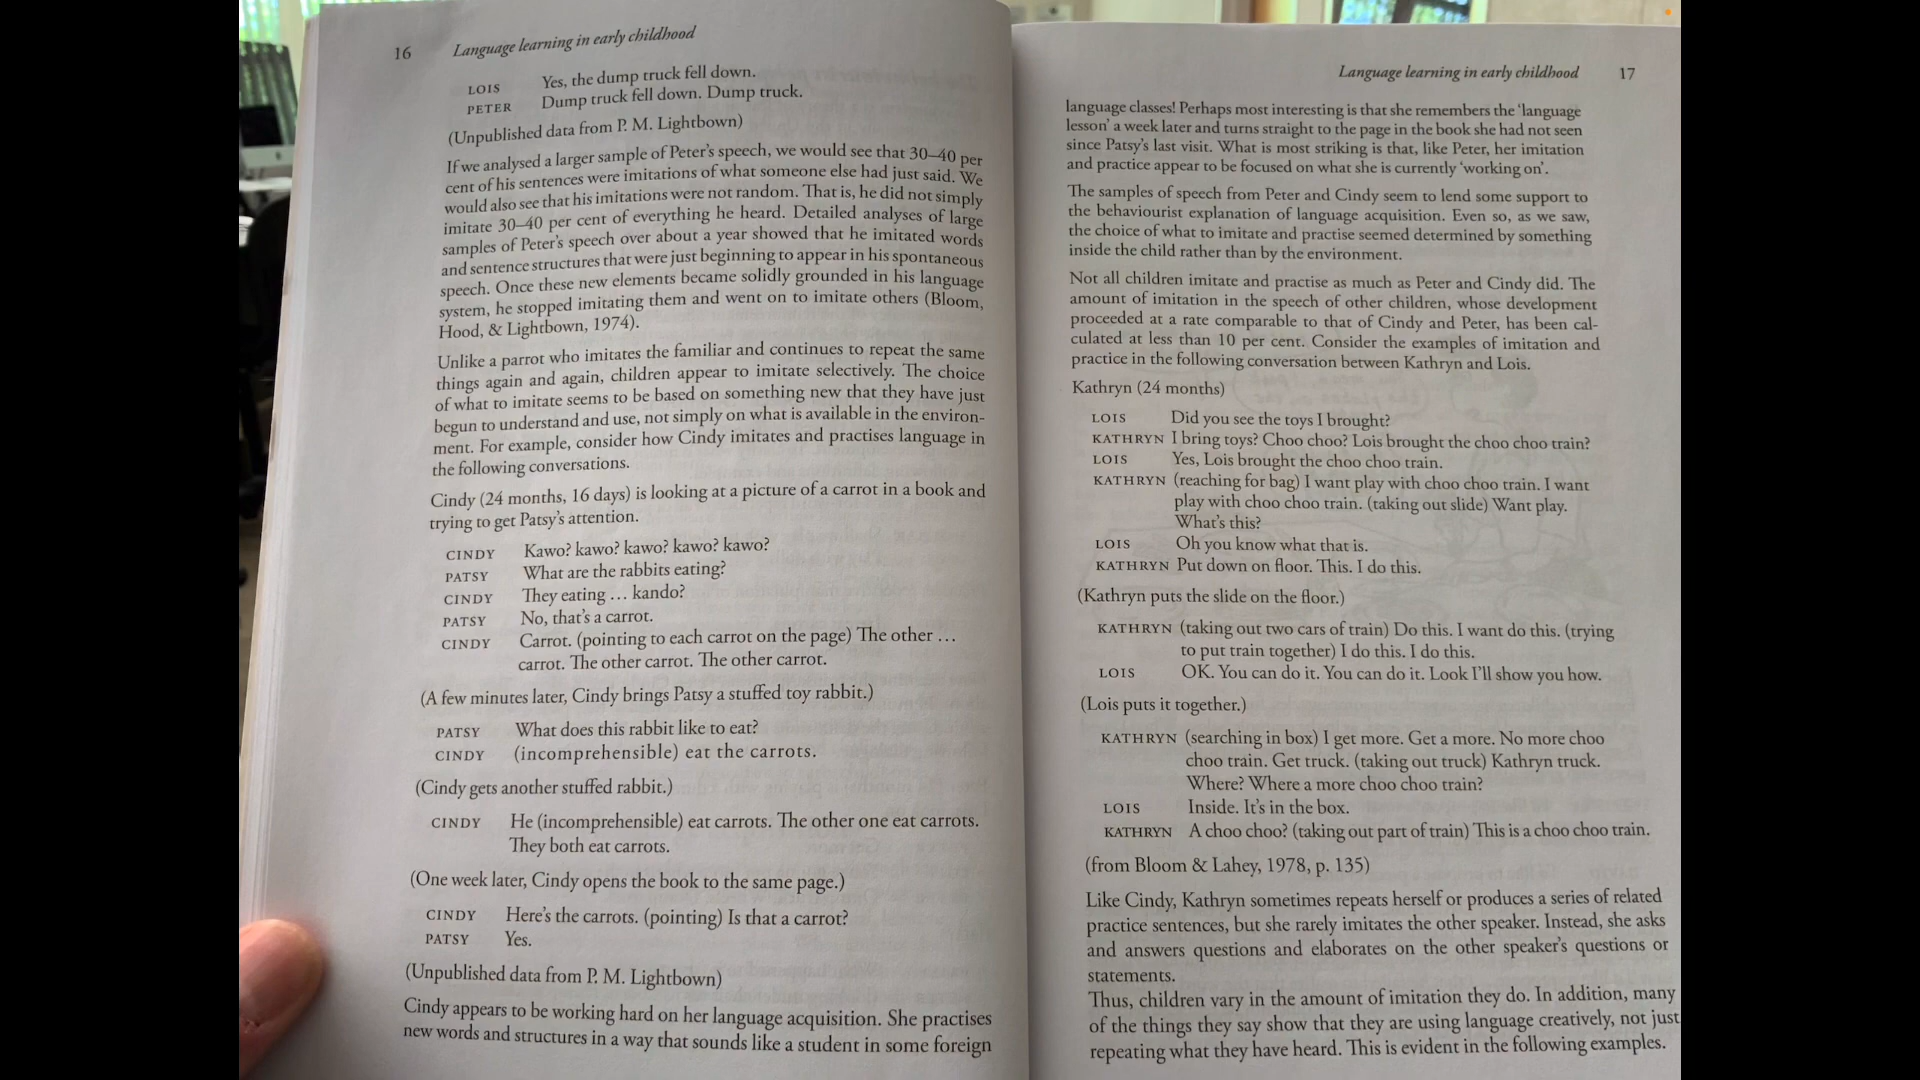 16 Language learning in early childhood
LOIS Yes, the dump truck fell down.
PETER Dump truck fell down. Dump truck.
(Unpublished data from P. M. Lightbown)
If we analysed a larger sample of Peter's speech, we would see that 30–40 per
cent of his sentences were imitations of what someone else had just said. We
would also see that his imitations were not random. That is, he did not simply
imitate 30–40 per cent of everything he heard. Detailed analyses of large
samples of Peter's speech over about a year showed that he imitated words
and sentence structures that were just beginning to appear in his spontaneous
speech. Once these new elements became solidly grounded in his language
system, he stopped imitating them and went on to imitate others (Bloom,
Hood, & Lightbown, 1974).
Unlike a parrot who imitates the familiar and continues to repeat the same
things again and again, children appear to imitate selectively. The choice
of what to imitate seems to be based on something new that they have just
begun to understand and use, not simply on what is available in the environ-
ment. For example, consider how Cindy imitates and practises language in
the following conversations.
Cindy (24 months, 16 days) is looking at a picture of a carrot in a book and
trying to get Patsy's attention.
CINDY Kawo? kawo? kawo? kawo? kawo?
PATSY What are the rabbits eating?
CINDY They eating … kando?
PATSY No, that's a carrot.
CINDY Carrot. (pointing to each carrot on the page) The other …
carrot. The other carrot. The other carrot.
(A few minutes later, Cindy brings Patsy a stuffed toy rabbit.)
PATSY What does this rabbit like to eat?
CINDY (incomprehensible) eat the carrots.
(Cindy gets another stuffed rabbit.)
CINDY He (incomprehensible) eat carrots. The other one eat carrots.
They both eat carrots.
(One week later, Cindy opens the book to the same page.)
CINDY Here's the carrots. (pointing) Is that a carrot?
PATSY Yes.
(Unpublished data from P. M. Lightbown)
Cindy appears to be working hard on her language acquisition. She practises
new words and structures in a way that sounds like a student in some foreign
Language learning in early childhood 17
language classes! Perhaps most interesting is that she remembers the 'language
lesson' a week later and turns straight to the page in the book she had not seen
since Patsy's last visit. What is most striking is that, like Peter, her imitation
and practice appear to be focused on what she is currently 'working on'.
The samples of speech from Peter and Cindy seem to lend some support to
the behaviourist explanation of language acquisition. Even so, as we saw,
the choice of what to imitate and practise seemed determined by something
inside the child rather than by the environment.
Not all children imitate and practise as much as Peter and Cindy did. The
amount of imitation in the speech of other children, whose development
proceeded at a rate comparable to that of Cindy and Peter, has been cal-
culated at less than 10 per cent. Consider the examples of imitation and
practice in the following conversation between Kathryn and Lois.
Kathryn (24 months)
LOIS Did you see the toys I brought?
KATHRYN I bring toys? Choo choo? Lois brought the choo choo train?
LOIS Yes, Lois brought the choo choo train.
KATHRYN (reaching for bag) I want play with choo choo train. I want
play with choo choo train. (taking out slide) Want play.
What's this?
LOIS Oh you know what that is.
KATHRYN Put down on floor. This. I do this.
(Kathryn puts the slide on the floor.)
KATHRYN (taking out two cars of train) Do this. I want do this. (trying
to put train together) I do this. I do this.
LOIS OK. You can do it. You can do it. Look I'll show you how.
(Lois puts it together.)
KATHRYN (searching in box) I get more. Get a more. No more choo
choo train. Get truck. (taking out truck) Kathryn truck.
Where? Where a more choo choo train?
LOIS Inside. It's in the box.
KATHRYN A choo choo? (taking out part of train) This is a choo choo train.
(from Bloom & Lahey, 1978, p. 135)
Like Cindy, Kathryn sometimes repeats herself or produces a series of related
practice sentences, but she rarely imitates the other speaker. Instead, she asks
and answers questions and elaborates on the other speaker's questions or
statements.
Thus, children vary in the amount of imitation they do. In addition, many
of the things they say show that they are using language creatively, not just
repeating what they have heard. This is evident in the following examples.